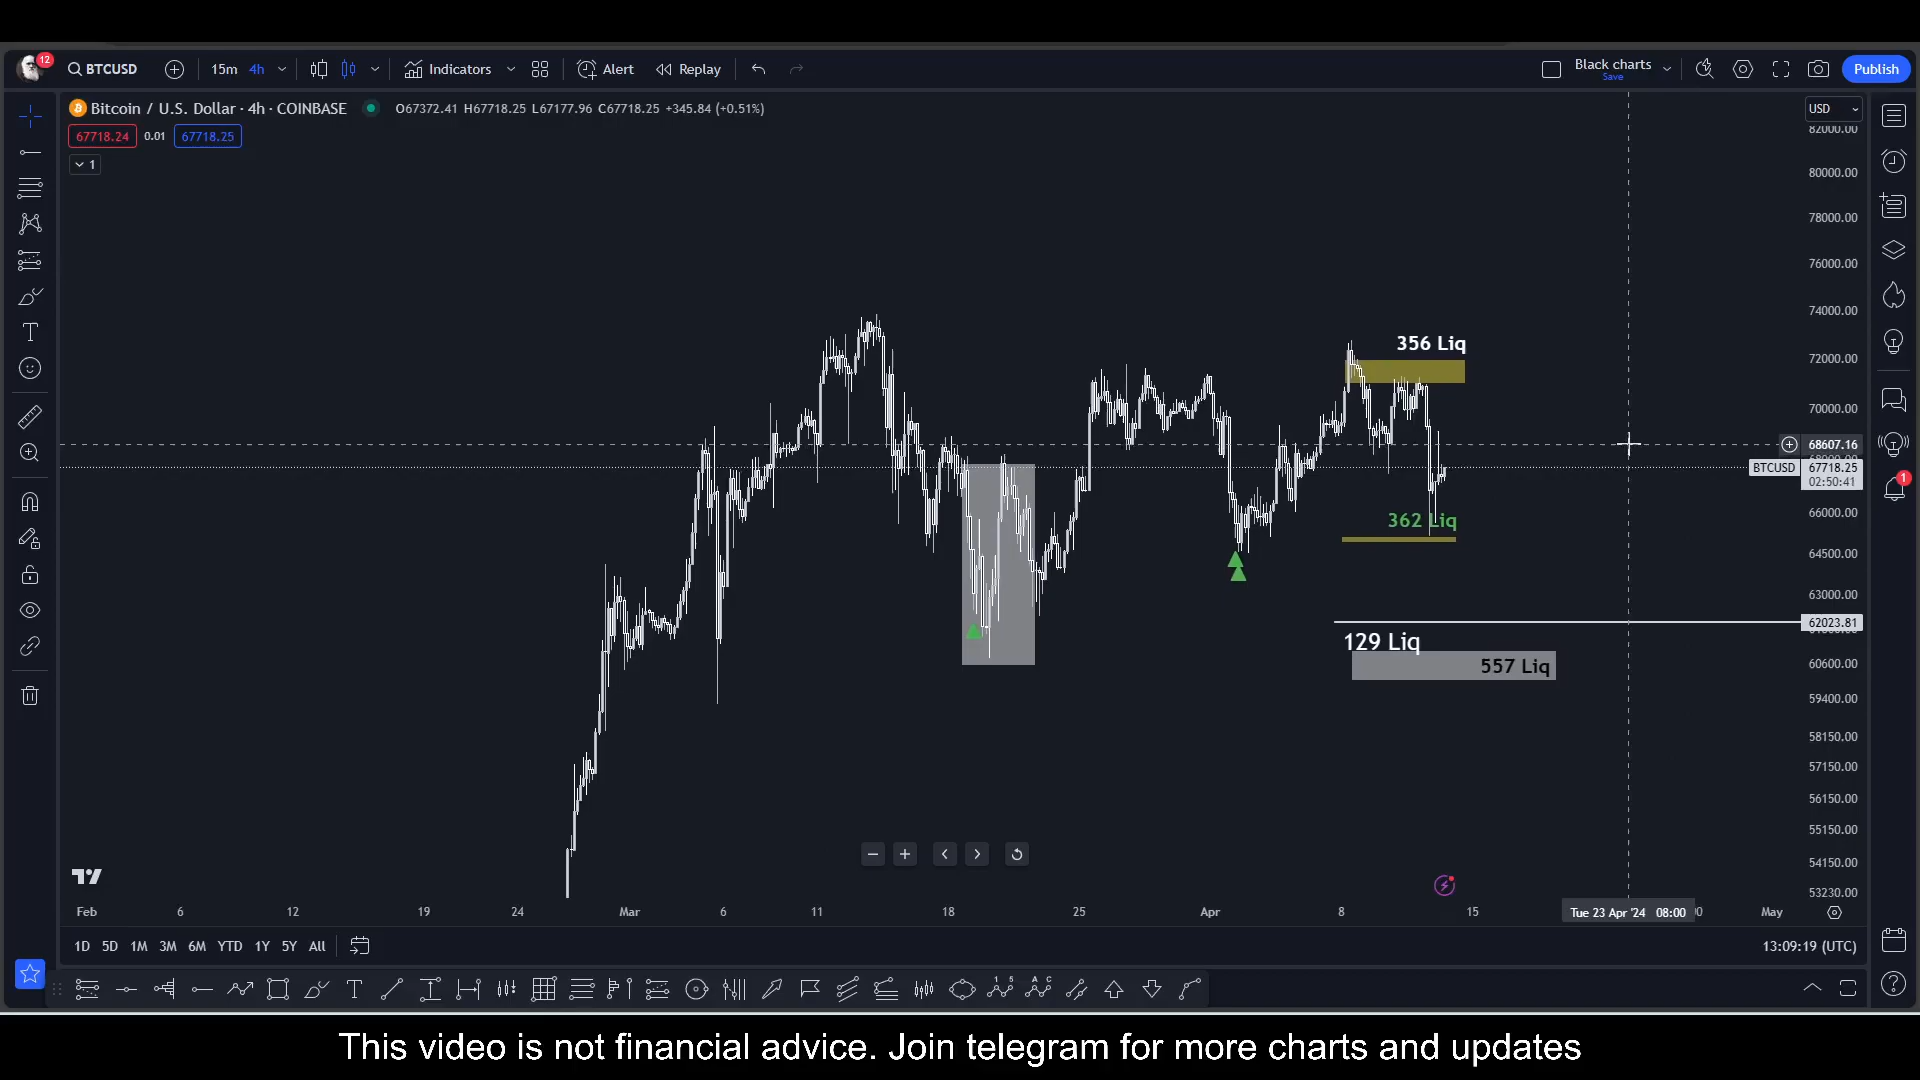 12
BTCUSD
15m 4h
Indicators
Alert
Replay
Black charts
Save
Publish
Bitcoin / U.S. Dollar · 4h · COINBASE
O67372.41 H67718.25 L67177.96 C67718.25 +345.84 (+0.51%)
USD
67718.24 0.01 67718.25
1
82000.00
80000.00
78000.00
76000.00
74000.00
72000.00
70000.00
68607.16
BTCUSD 67718.25
02:50:41
66000.00
64500.00
63000.00
62023.81
60600.00
59400.00
58150.00
57150.00
56150.00
55150.00
54150.00
53230.00
356 Liq
362 Liq
129 Liq
557 Liq
1
Feb 6 12 19 24 Mar 6 11 18 25 Apr 8 15 Tue 23 Apr '24 08:00 May
1D 5D 1M 3M 6M YTD 1Y 5Y All
13:09:19 (UTC)
This video is not financial advice. Join telegram for more charts and updates